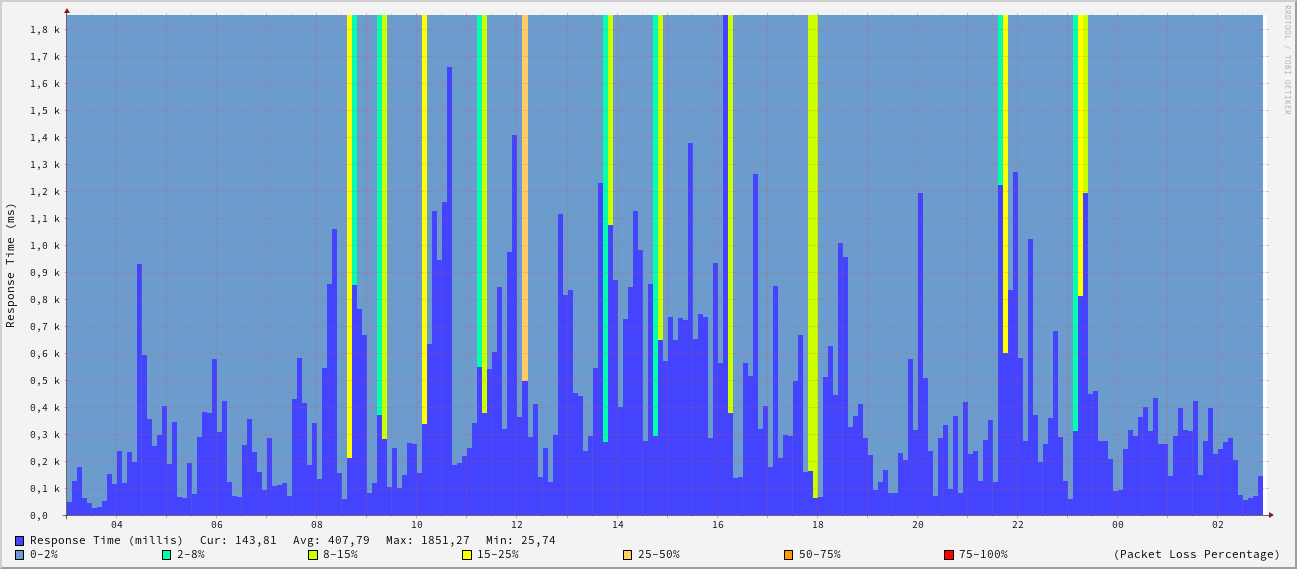 RRDTOOL / TOBI OETIKER
Response Time (ms)
1,8 k
1,7 k
1,6 k
1,5 k
1,4 k
1,3 k
1,2 k
1,1 k
1,0 k
0,9 k
0,8 k
0,7 k
0,6 k
0,5 k
0,4 k
0,3 k
0,2 k
0,1 k
0,0
04 06 08 10 12 14 16 18 20 22 00 02
Response Time (millis) Cur: 143,81 Avg: 407,79 Max: 1851,27 Min: 25,74
0-2% 2-8% 8-15% 15-25% 25-50% 50-75% 75-100% (Packet Loss Percentage)